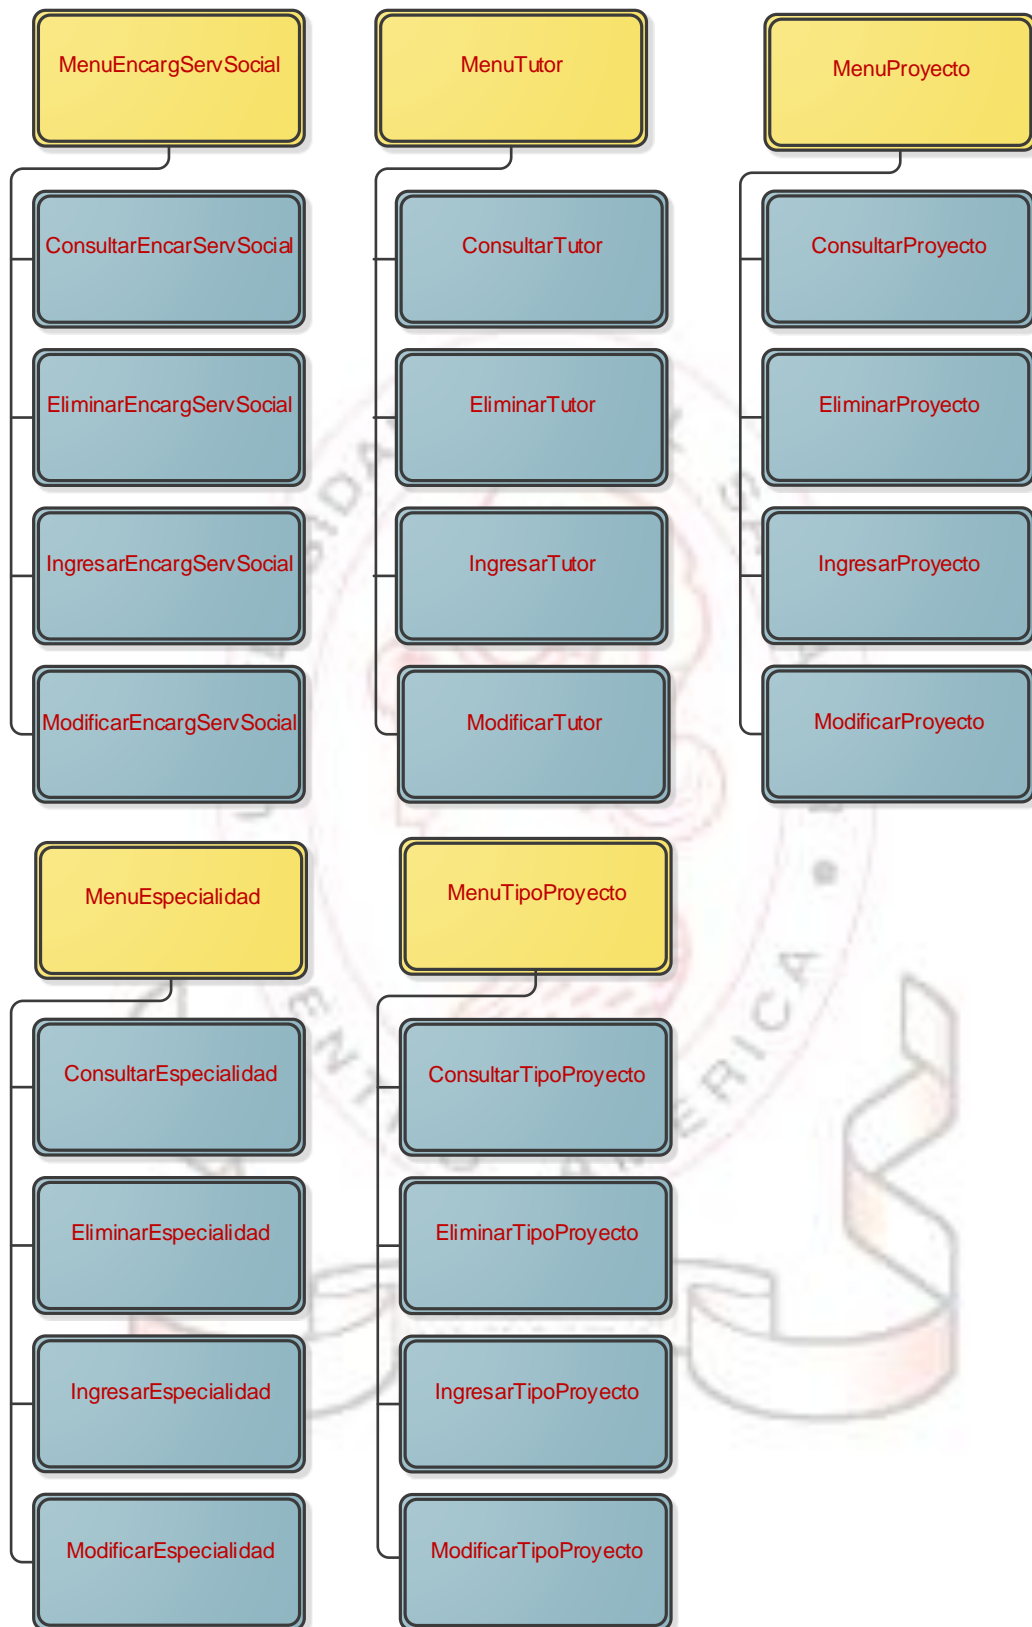 MenuEncargServSocial
ConsultarEncarServSocial
EliminarEncargServSocial
IngresarEncargServSocial
ModificarEncargServSocial
MenuTutor
ConsultarTutor
EliminarTutor
IngresarTutor
ModificarTutor
MenuProyecto
ConsultarProyecto
EliminarProyecto
IngresarProyecto
ModificarProyecto
MenuEspecialidad
ConsultarEspecialidad
EliminarEspecialidad
IngresarEspecialidad
ModificarEspecialidad
MenuTipoProyecto
ConsultarTipoProyecto
EliminarTipoProyecto
IngresarTipoProyecto
ModificarTipoProyecto